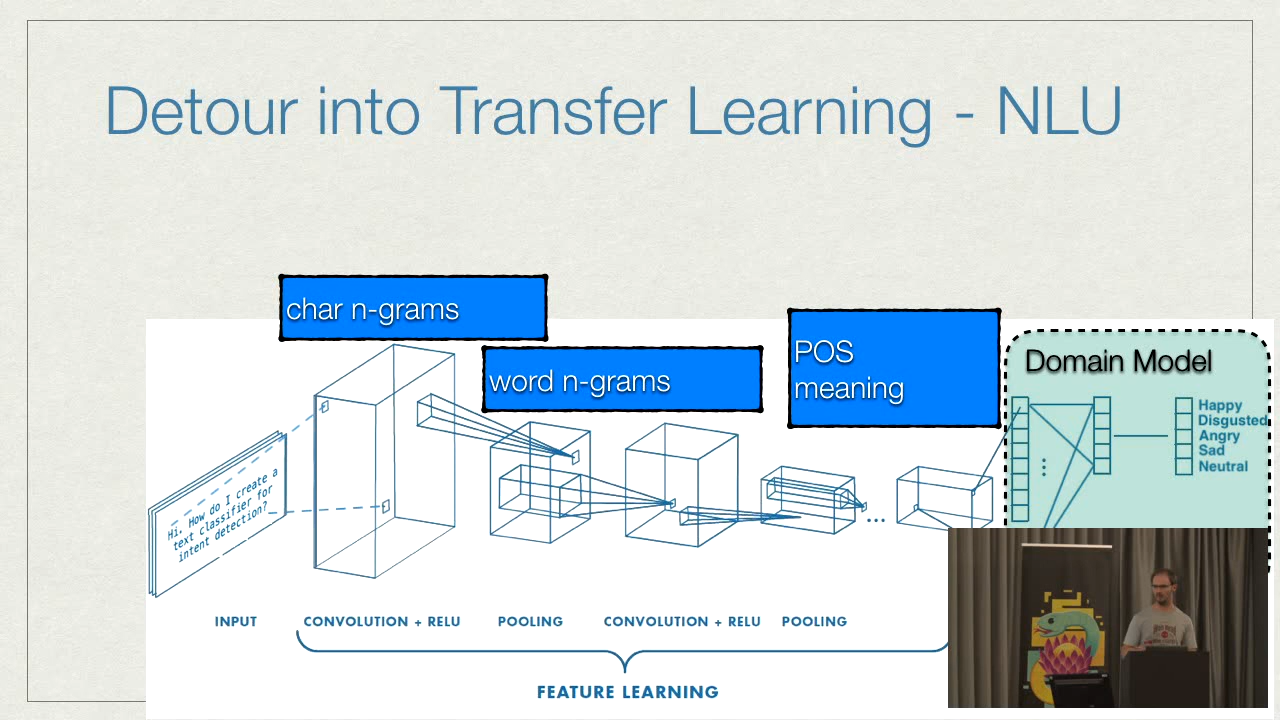 Detour into Transfer Learning - NLU
char n-grams
word n-grams
POS
meaning
Domain Model
Happy
Disgusted
Angry
Sad
Neutral
Hi. How do I create a
text classifier for
intent detection?
INPUT
CONVOLUTION + RELU
POOLING
CONVOLUTION + RELU
POOLING
FEATURE LEARNING